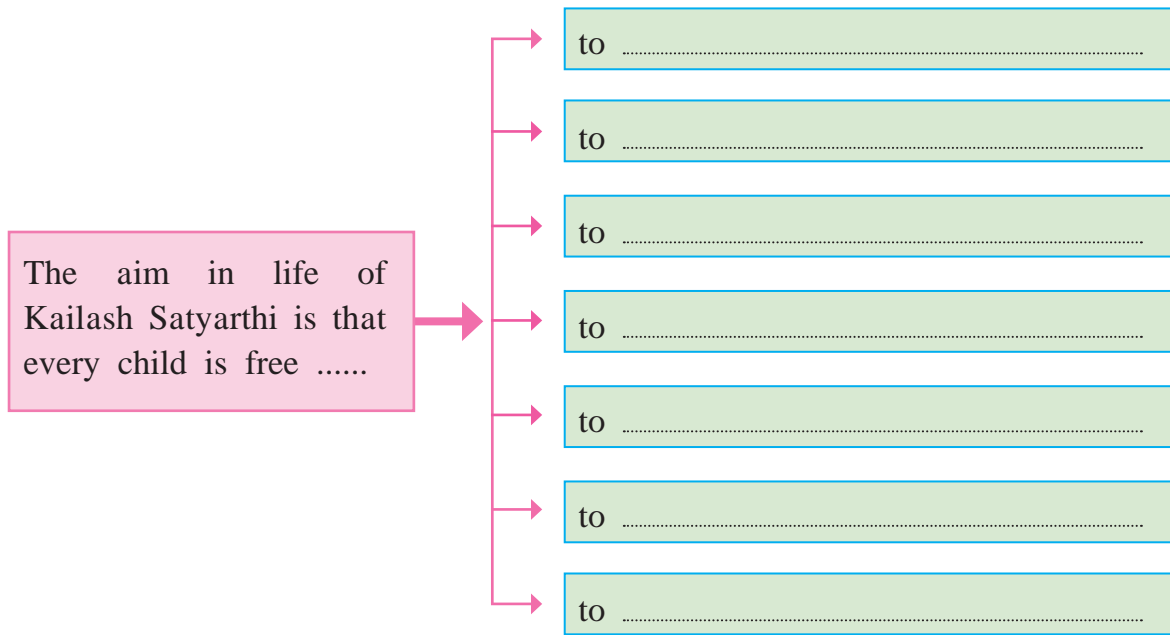 to ..........
to ..........
to ..........
The aim in life of
Kailash Satyarthi is that
every child is free ......
to ..........
to ..........
to ..........
to ..........